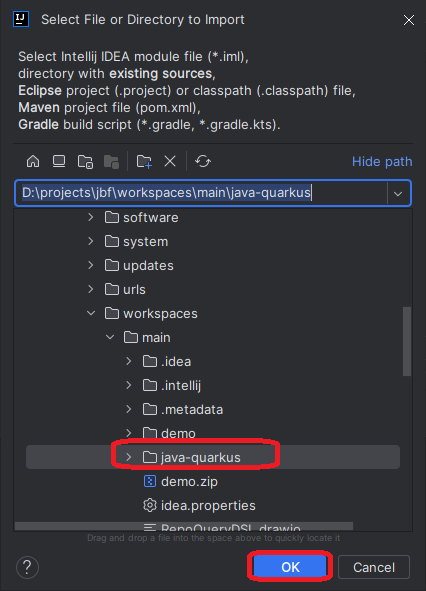 IJ
Select File or Directory to Import
Select Intellij IDEA module file (*.iml),
directory with existing sources,
Eclipse project (.project) or classpath (.classpath) file,
Maven project file (pom.xml),
Gradle build script (*.gradle, *.gradle.kts).
Hide path
D:\projects\jbf\workspaces\main\java-quarkus
software
system
updates
urls
workspaces
main
.idea
.intellij
.metadata
demo
java-quarkus
demo.zip
idea.properties
RepoQueryDSL.drawio
Drag and drop a file into the space above to quickly locate it
?
OK
Cancel